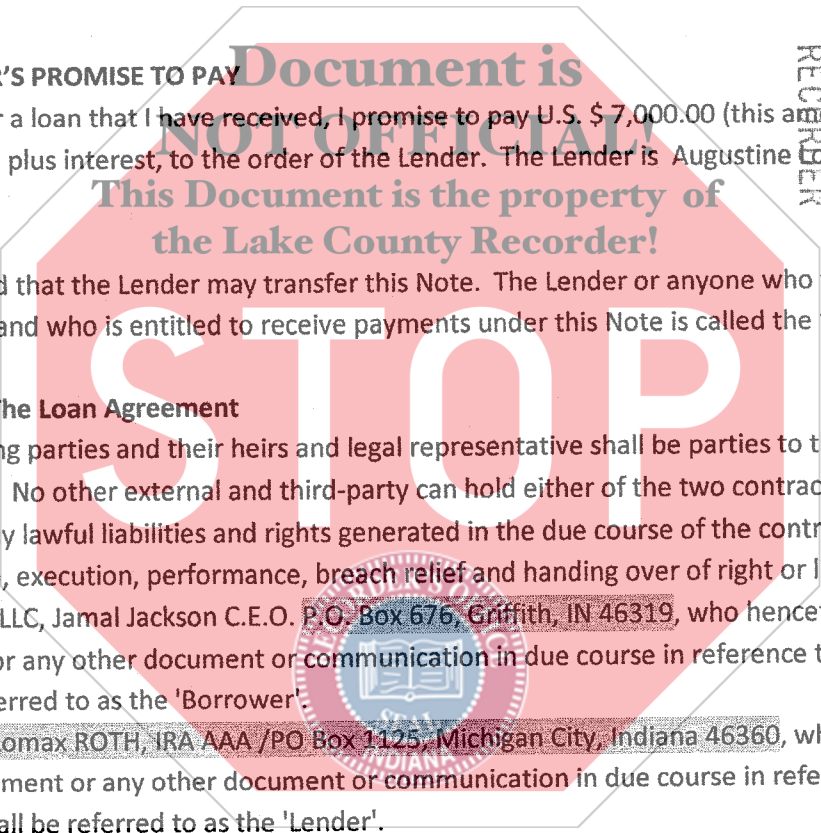 R'S PROMISE TO PAY
Document is
r a loan that I have received, I promise to pay U.S. $ 7,000.00 (this am
NOT OFFICIAL!
plus interest, to the order of the Lender. The Lender is Augustine Lo
RECORDER
This Document is the property of
the Lake County Recorder!
d that the Lender may transfer this Note. The Lender or anyone who
and who is entitled to receive payments under this Note is called the
STOP
The Loan Agreement
ng parties and their heirs and legal representative shall be parties to t
No other external and third-party can hold either of the two contrac
y lawful liabilities and rights generated in the due course of the contr
, execution, performance, breach relief and handing over of right or l
LLC, Jamal Jackson C.E.O. P.O. Box 676, Griffith, IN 46319, who hence
or any other document or communication in due course in reference t
erred to as the 'Borrower'.
omax ROTH, IRA AAA /PO Box 1125, Michigan City, Indiana 46360, wh
ment or any other document or communication in due course in refe
all be referred to as the 'Lender'.
SEAL
INDIANA